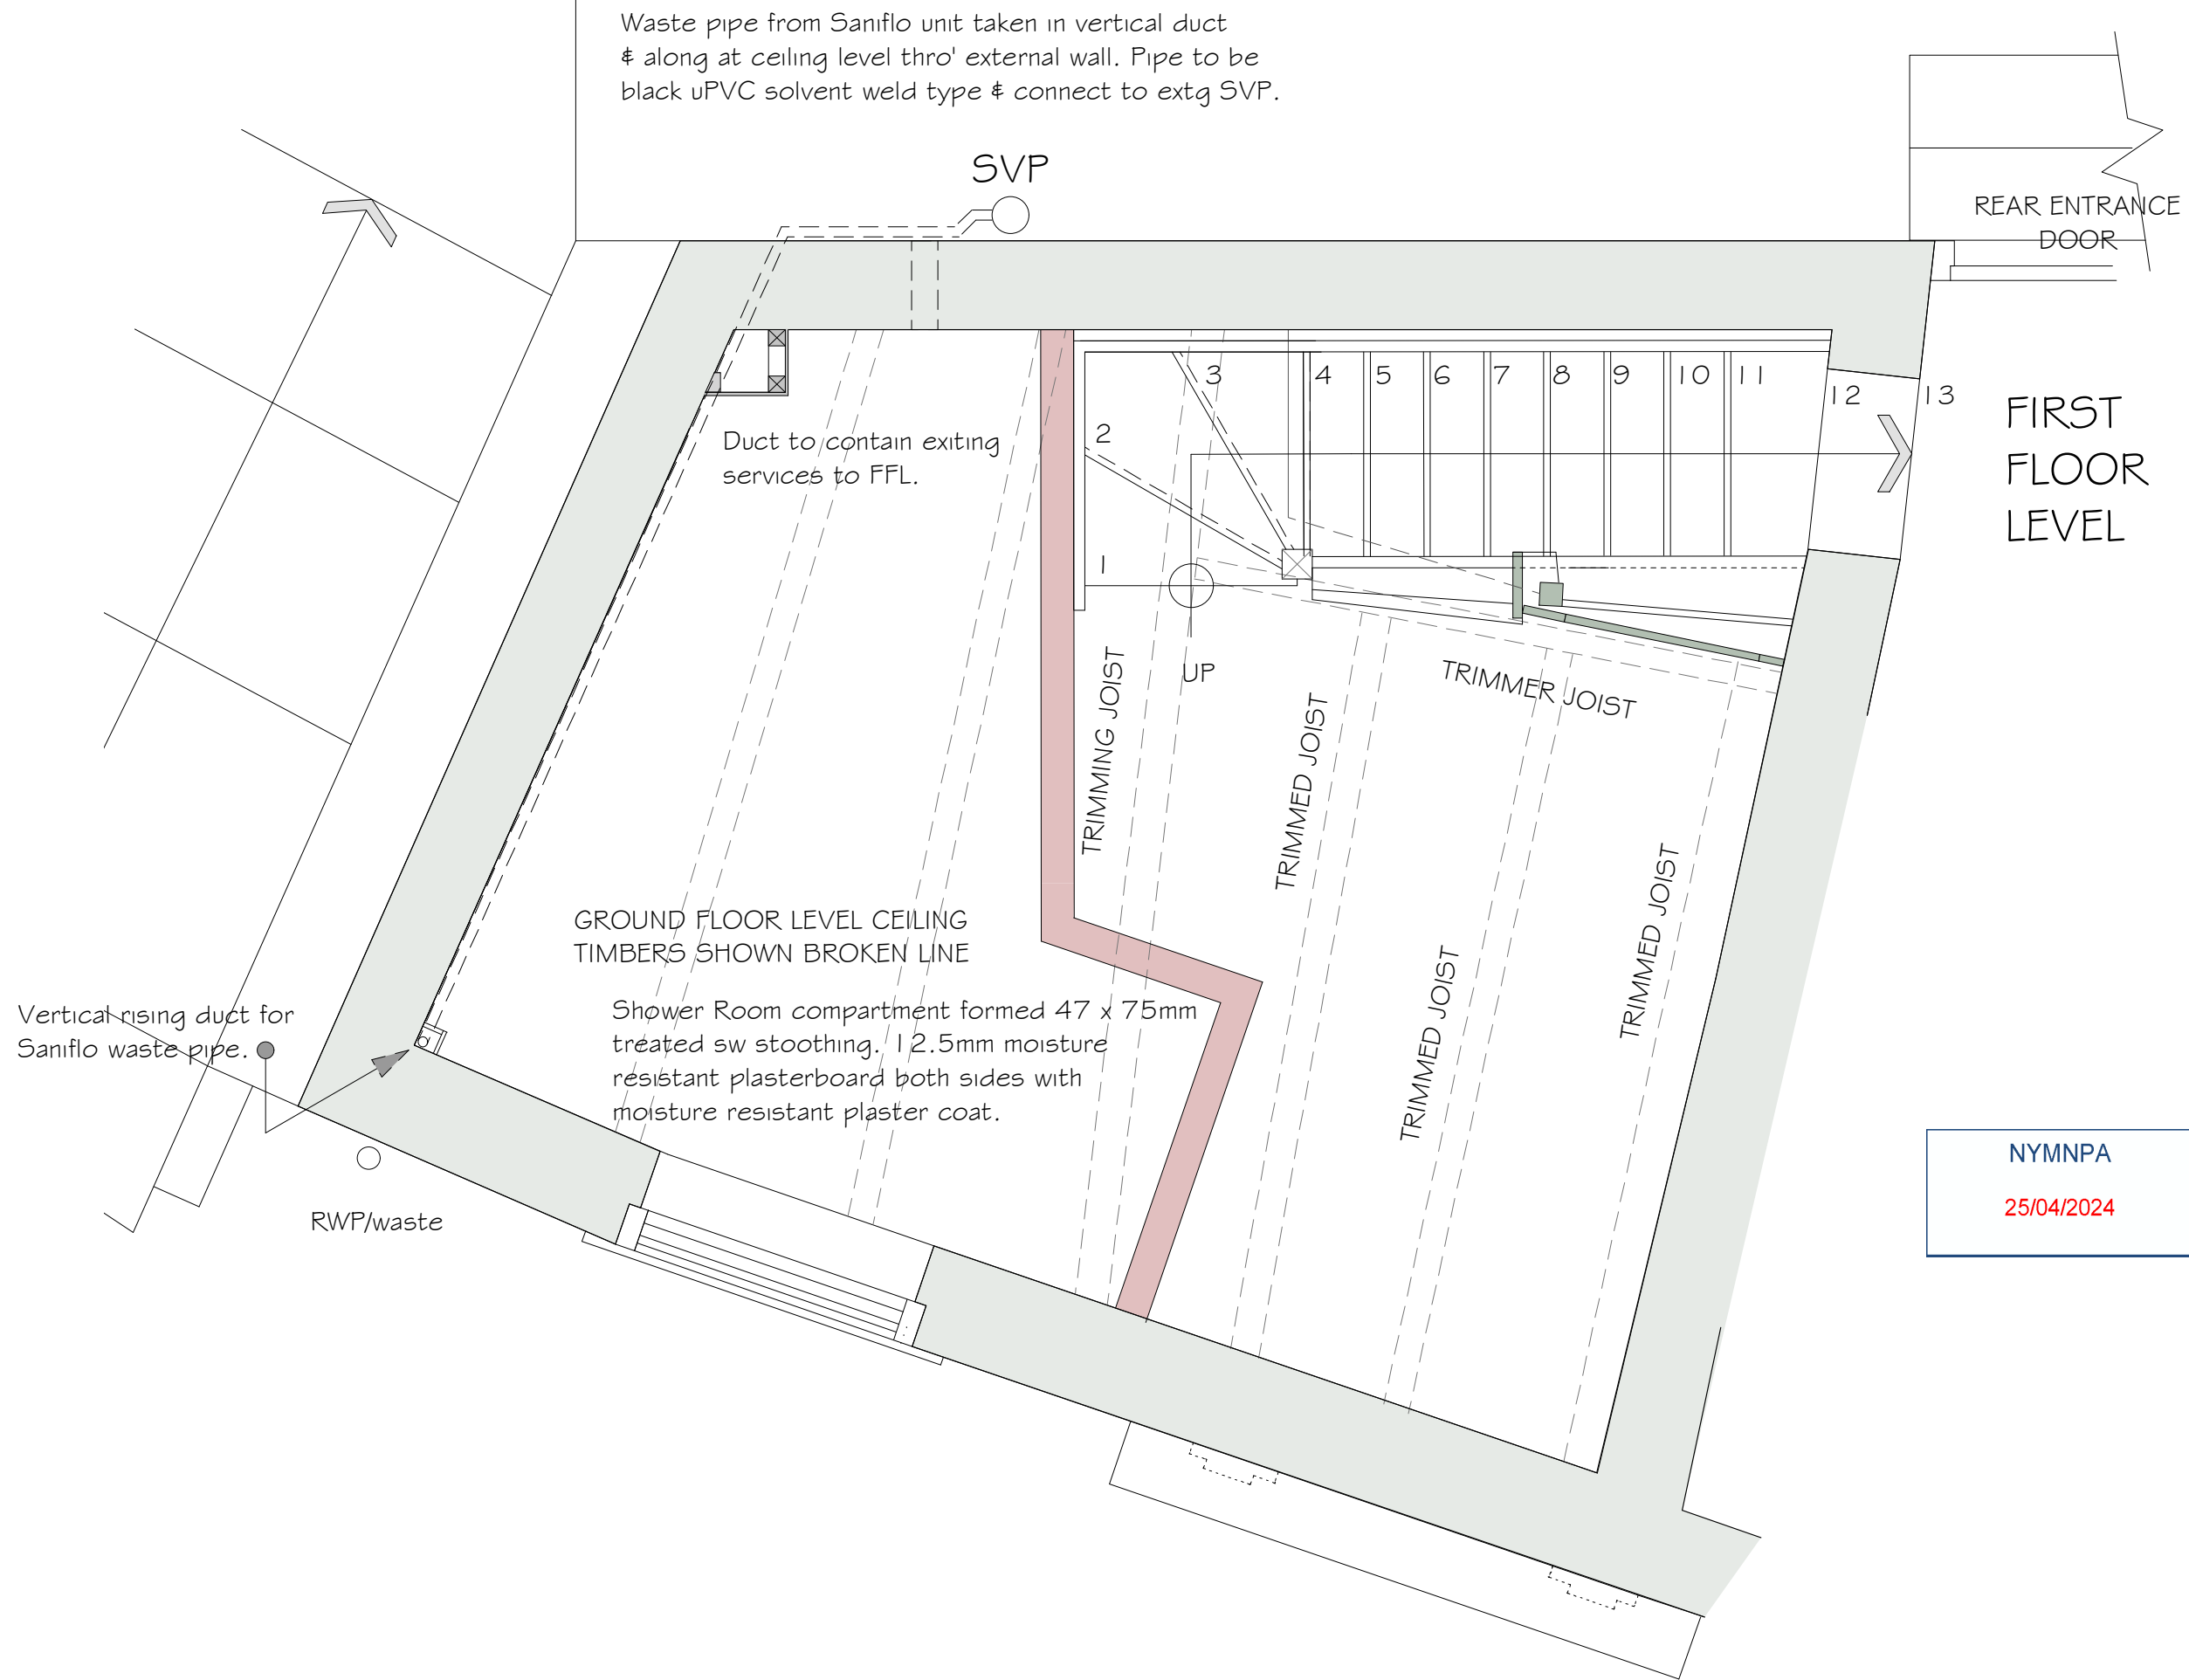 Waste pipe from Saniflo unit taken in vertical duct
& along at ceiling level thro' external wall. Pipe to be
black uPVC solvent weld type & connect to extg SVP.
SVP
REAR ENTRANCE
DOOR
3
4
5
6
7
8
9
10
11
12
13
FIRST
FLOOR
LEVEL
2
Duct to contain exiting
services to FFL.
1
UP
TRIMMER JOIST
TRIMMING JOIST
TRIMMED JOIST
TRIMMED JOIST
TRIMMED JOIST
GROUND FLOOR LEVEL CEILING
TIMBERS SHOWN BROKEN LINE
Shower Room compartment formed 47 x 75mm
treated sw stoothing. 12.5mm moisture
resistant plasterboard both sides with
moisture resistant plaster coat.
Vertical rising duct for
Saniflo waste pipe.
RWP/waste
NYMNPA
25/04/2024